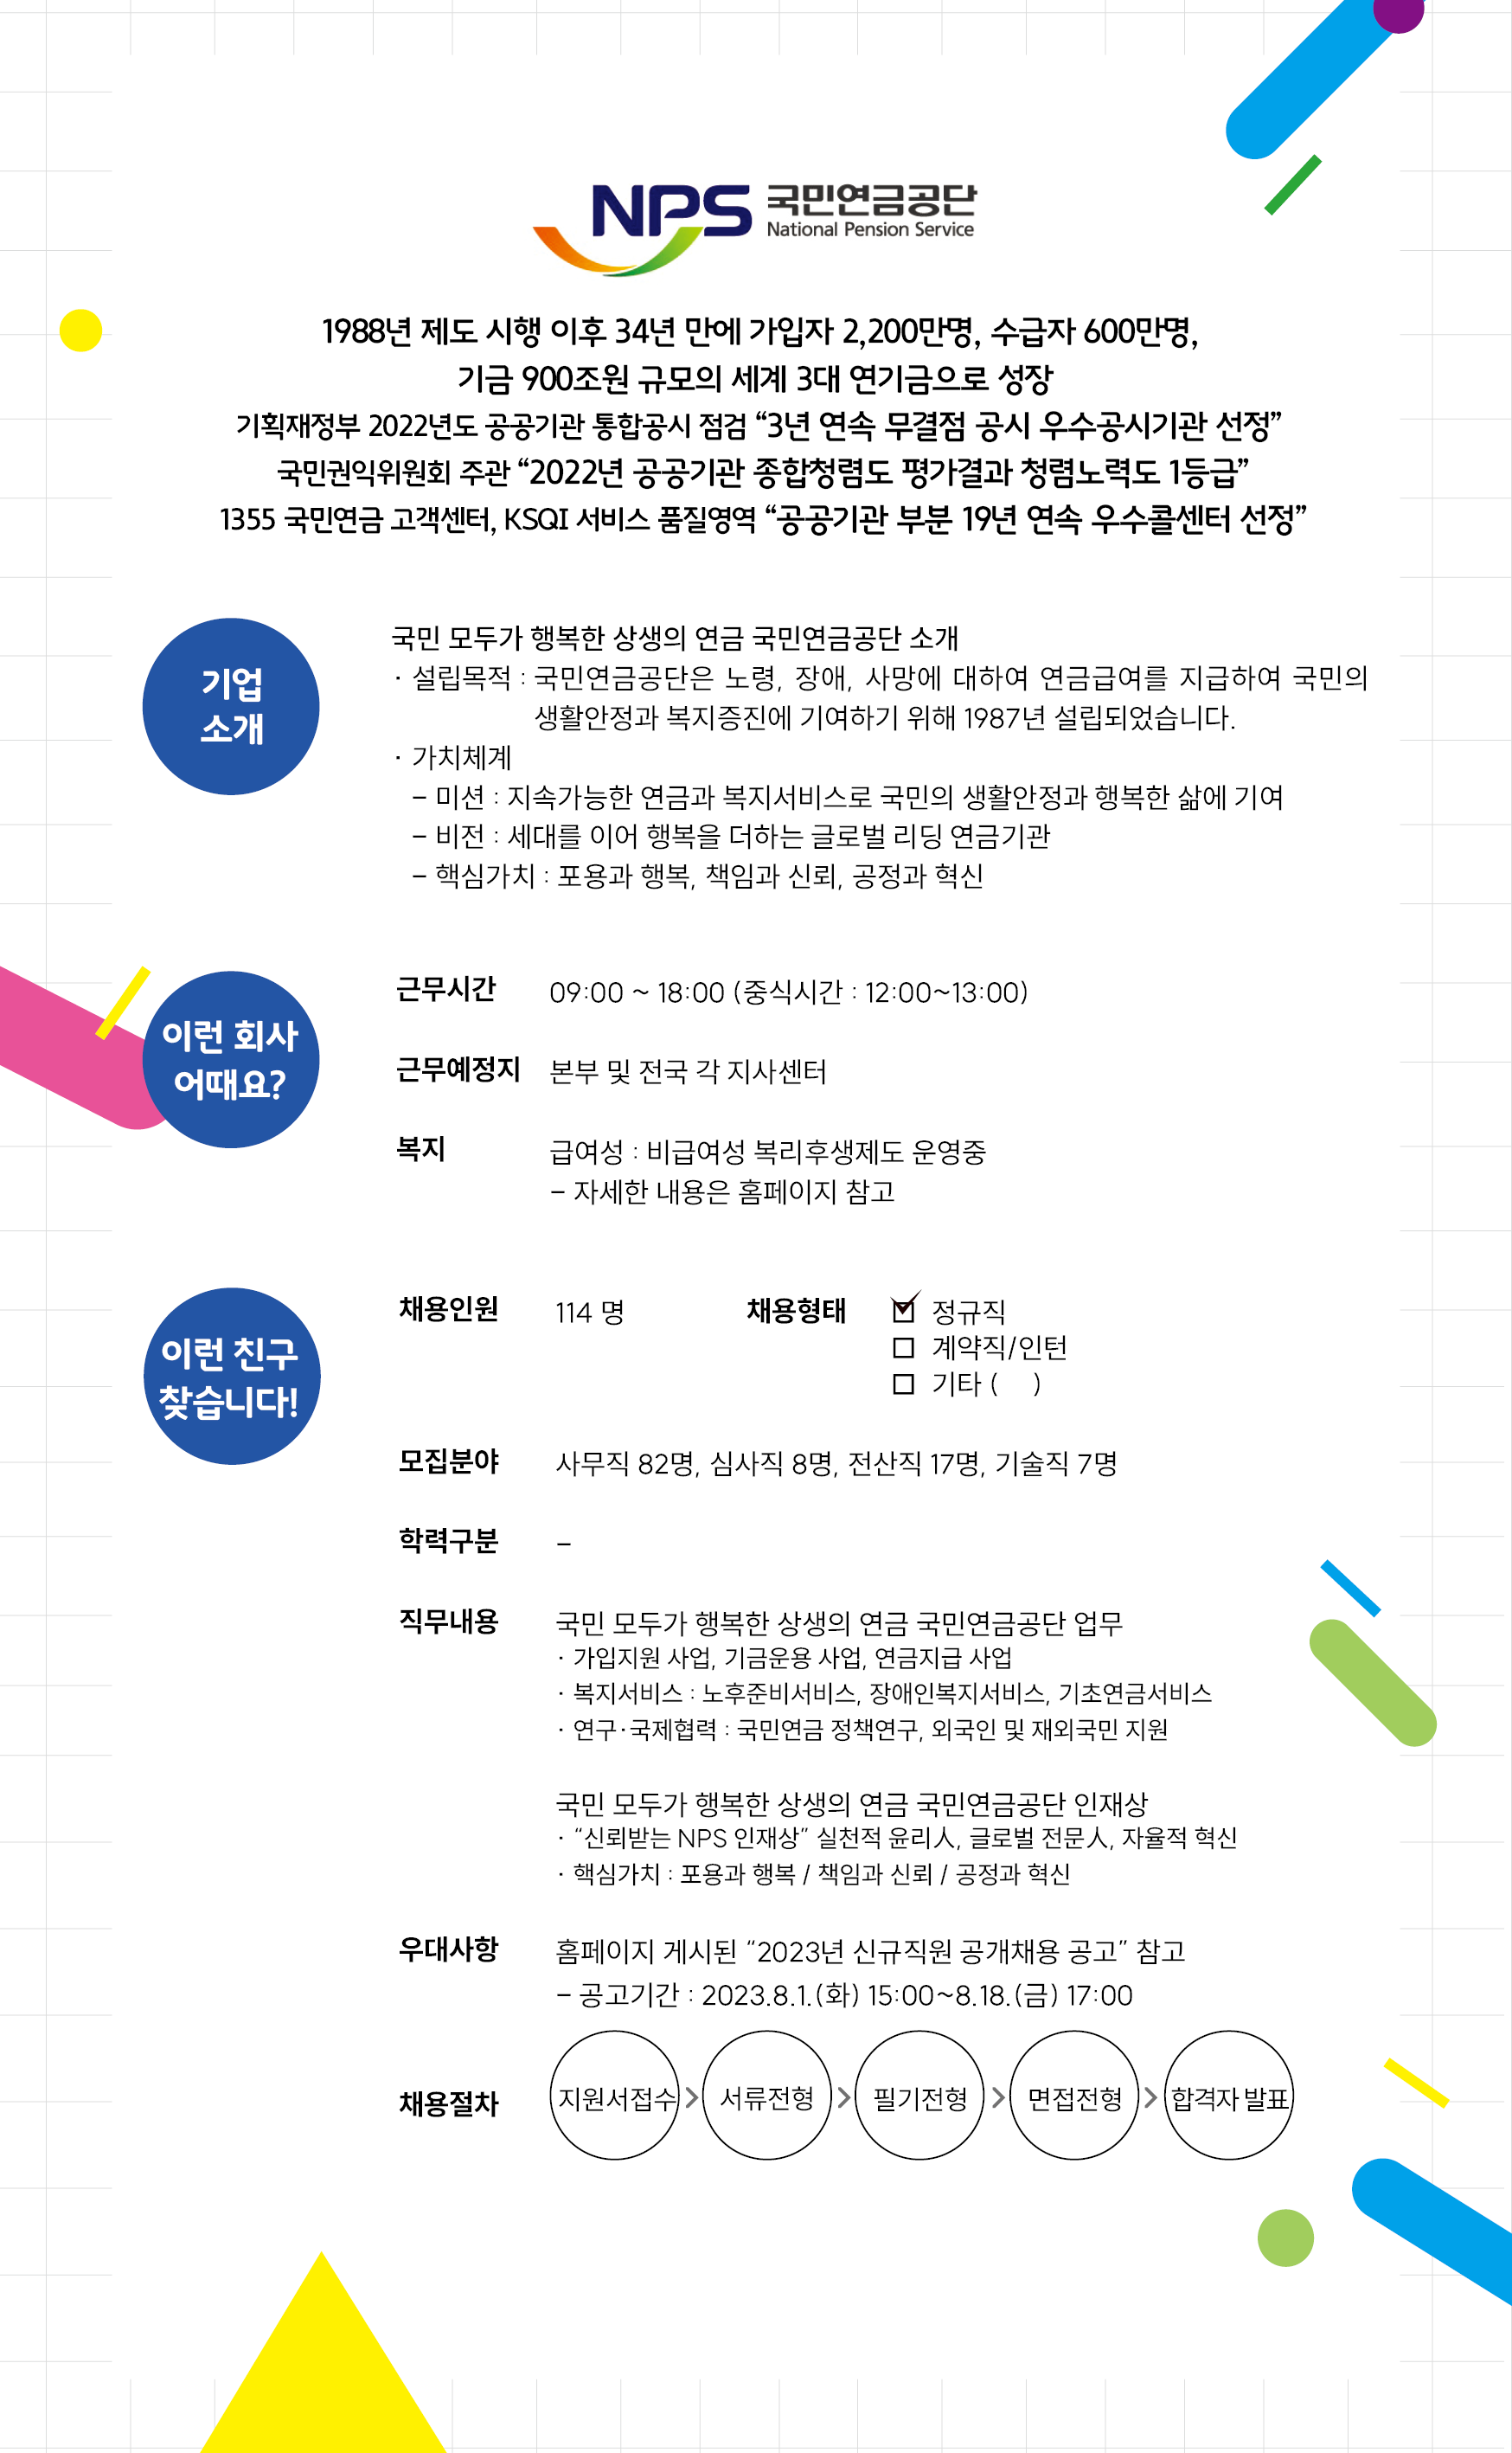 NPS 국민연금공단
National Pension Service
1988년 제도 시행 이후 34년 만에 가입자 2,200만명, 수급자 600만명,
기금 900조원 규모의 세계 3대 연기금으로 성장
기획재정부 2022년도 공공기관 통합공시 점검 “3년 연속 무결점 공시 우수공시기관 선정”
국민권익위원회 주관 “2022년 공공기관 종합청렴도 평가결과 청렴노력도 1등급”
1355 국민연금 고객센터, KSQI 서비스 품질영역 “공공기관 부분 19년 연속 우수콜센터 선정”
기업
소개
국민 모두가 행복한 상생의 연금 국민연금공단 소개
· 설립목적 : 국민연금공단은 노령, 장애, 사망에 대하여 연금급여를 지급하여 국민의
생활안정과 복지증진에 기여하기 위해 1987년 설립되었습니다.
· 가치체계
– 미션 : 지속가능한 연금과 복지서비스로 국민의 생활안정과 행복한 삶에 기여
– 비전 : 세대를 이어 행복을 더하는 글로벌 리딩 연금기관
– 핵심가치 : 포용과 행복, 책임과 신뢰, 공정과 혁신
이런 회사
어때요?
근무시간 09:00 ~ 18:00 (중식시간 : 12:00~13:00)
근무예정지 본부 및 전국 각 지사센터
복지 급여성 : 비급여성 복리후생제도 운영중
– 자세한 내용은 홈페이지 참고
이런 친구
찾습니다!
채용인원 114 명 채용형태 정규직
계약직/인턴
기타 ( )
모집분야 사무직 82명, 심사직 8명, 전산직 17명, 기술직 7명
학력구분 –
직무내용 국민 모두가 행복한 상생의 연금 국민연금공단 업무
· 가입지원 사업, 기금운용 사업, 연금지급 사업
· 복지서비스 : 노후준비서비스, 장애인복지서비스, 기초연금서비스
· 연구·국제협력 : 국민연금 정책연구, 외국인 및 재외국민 지원
국민 모두가 행복한 상생의 연금 국민연금공단 인재상
· “신뢰받는 NPS 인재상” 실천적 윤리人, 글로벌 전문人, 자율적 혁신
· 핵심가치 : 포용과 행복 / 책임과 신뢰 / 공정과 혁신
우대사항 홈페이지 게시된 “2023년 신규직원 공개채용 공고” 참고
– 공고기간 : 2023.8.1.(화) 15:00~8.18.(금) 17:00
채용절차 지원서접수 > 서류전형 > 필기전형 > 면접전형 > 합격자 발표